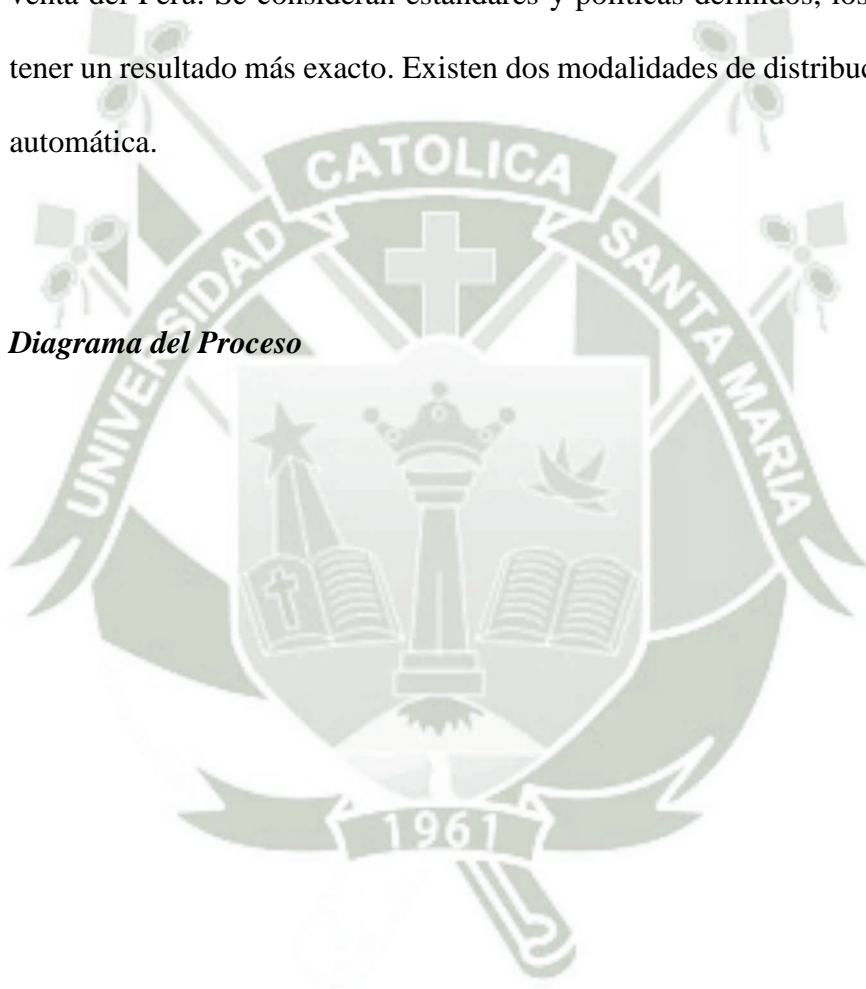 venta del Perú. Se consideran estándares y políticas definidos, los
tener un resultado más exacto. Existen dos modalidades de distribuc
automática.
UNIVERSIDAD CATOLICA SANTA MARIA
Diagrama del Proceso
1961